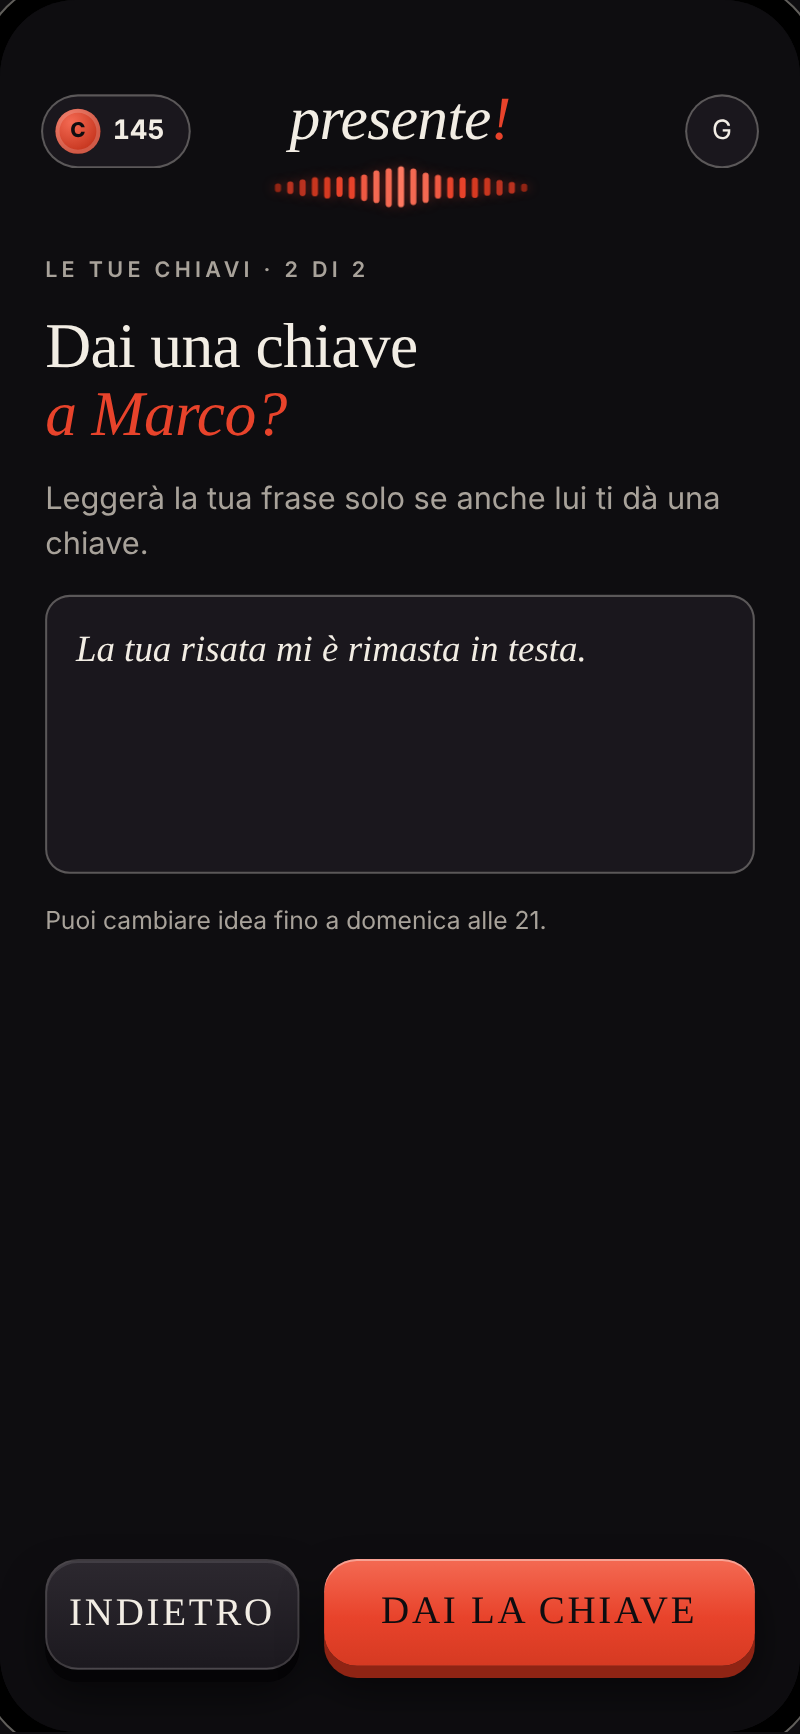 C 145
presente!
G
LE TUE CHIAVI · 2 DI 2
Dai una chiave
a Marco?
Leggerà la tua frase solo se anche lui ti dà una
chiave.
La tua risata mi è rimasta in testa.
Puoi cambiare idea fino a domenica alle 21.
INDIETRO
DAI LA CHIAVE